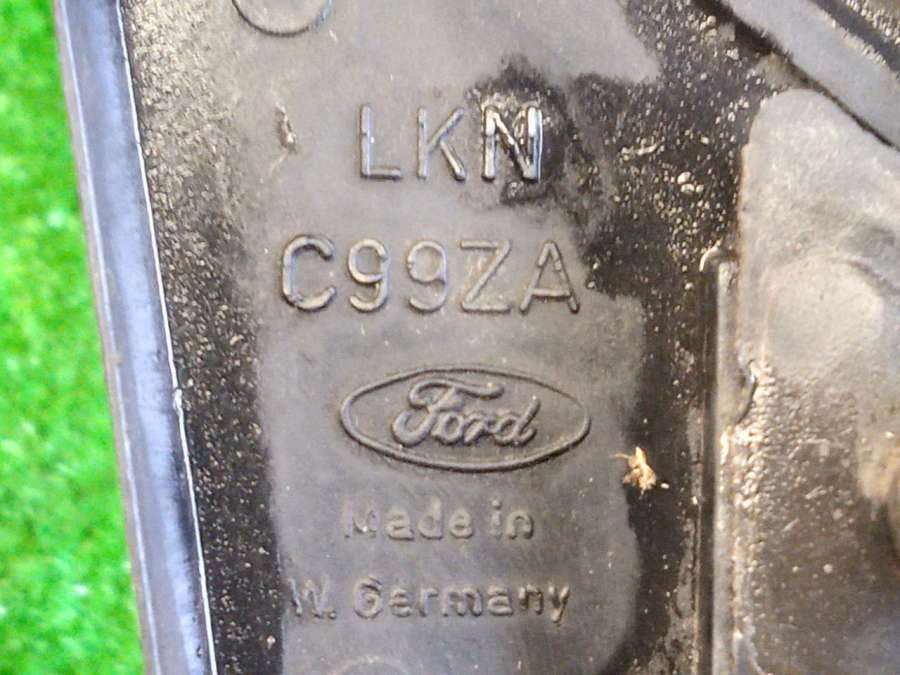 LKN
C99ZA
Ford
Made in
W. Germany